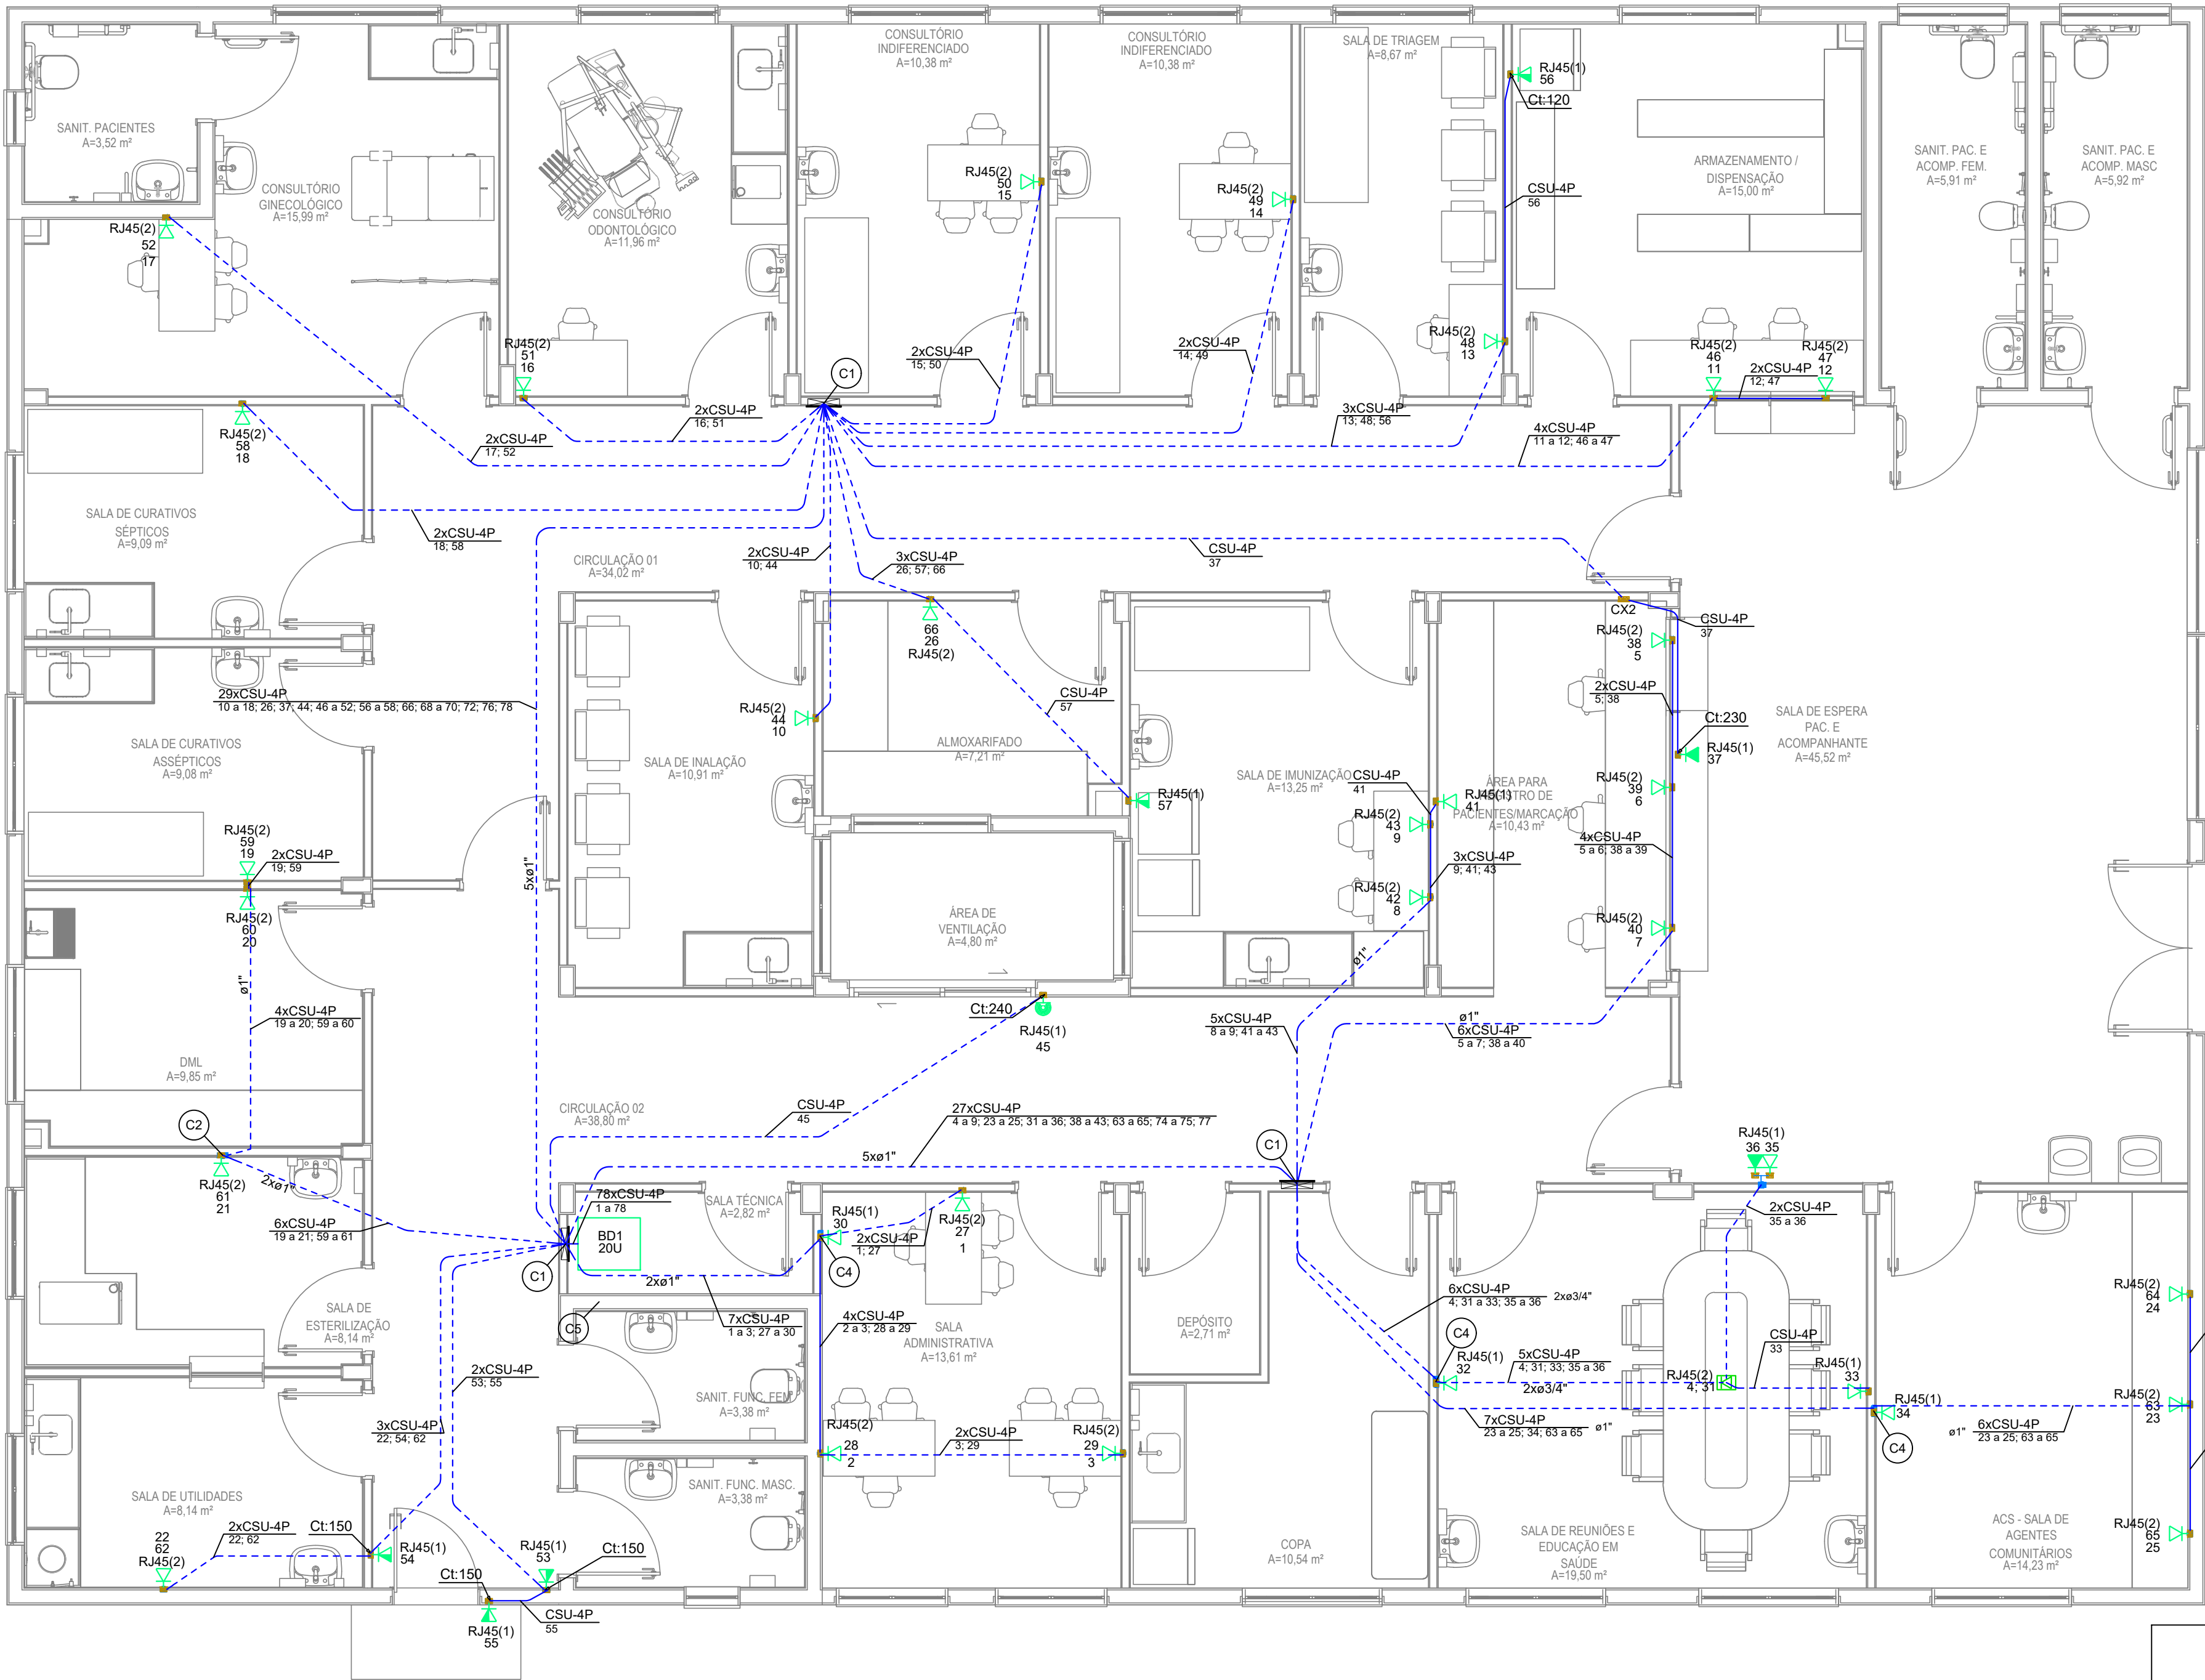 SANIT. PACIENTES
A=3,52 m²
CONSULTÓRIO
GINECOLÓGICO
A=15,99 m²
RJ45(2)
52
17
CONSULTÓRIO
ODONTOLÓGICO
A=11,96 m²
RJ45(2)
51
16
CONSULTÓRIO
INDIFERENCIADO
A=10,38 m²
RJ45(2)
50
15
CONSULTÓRIO
INDIFERENCIADO
A=10,38 m²
RJ45(2)
49
14
SALA DE TRIAGEM
A=8,67 m²
RJ45(1)
56
Ct:120
CSU-4P
56
RJ45(2)
48
13
ARMAZENAMENTO /
DISPENSAÇÃO
A=15,00 m²
RJ45(2)
46
11
2xCSU-4P
12; 47
RJ45(2)
47
12
SANIT. PAC. E
ACOMP. FEM.
A=5,91 m²
SANIT. PAC. E
ACOMP. MASC
A=5,92 m²
C1
2xCSU-4P
15; 50
2xCSU-4P
14; 49
2xCSU-4P
16; 51
2xCSU-4P
17; 52
3xCSU-4P
13; 48; 56
4xCSU-4P
11 a 12; 46 a 47
RJ45(2)
58
18
SALA DE CURATIVOS
SÉPTICOS
A=9,09 m²
2xCSU-4P
18; 58
CIRCULAÇÃO 01
A=34,02 m²
2xCSU-4P
10; 44
3xCSU-4P
26; 57; 66
CSU-4P
37
CX2
CSU-4P
37
66
26
RJ45(2)
RJ45(2)
38
5
29xCSU-4P
10 a 18; 26; 37; 44; 46 a 52; 56 a 58; 66; 68 a 70; 72; 76; 78
CSU-4P
57
2xCSU-4P
5; 38
SALA DE CURATIVOS
ASSÉPTICOS
A=9,08 m²
SALA DE INALAÇÃO
A=10,91 m²
RJ45(2)
44
10
ALMOXARIFADO
A=7,21 m²
RJ45(1)
57
SALA DE IMUNIZAÇÃO
A=13,25 m²
CSU-4P
41
RJ45(1)
41
RJ45(2)
43
9
3xCSU-4P
9; 41; 43
RJ45(2)
42
8
ÁREA PARA
REGISTRO DE
PACIENTES/MARCAÇÃO
A=10,43 m²
Ct:230
RJ45(1)
37
RJ45(2)
39
6
4xCSU-4P
5 a 6; 38 a 39
RJ45(2)
40
7
SALA DE ESPERA
PAC. E
ACOMPANHANTE
A=45,52 m²
RJ45(2)
59
19
2xCSU-4P
19; 59
RJ45(2)
60
20
5xø1"
ÁREA DE
VENTILAÇÃO
A=4,80 m²
ø1"
ø1"
4xCSU-4P
19 a 20; 59 a 60
DML
A=9,85 m²
Ct:240
RJ45(1)
45
5xCSU-4P
8 a 9; 41 a 43
ø1"
6xCSU-4P
5 a 7; 38 a 40
C2
CIRCULAÇÃO 02
A=38,80 m²
CSU-4P
45
27xCSU-4P
4 a 9; 23 a 25; 31 a 36; 38 a 43; 63 a 65; 74 a 75; 77
5xø1"
C1
RJ45(1)
36 35
RJ45(2)
61
21
2xø1"
6xCSU-4P
19 a 21; 59 a 61
78xCSU-4P
1 a 78
BD1
20U
C1
SALA TÉCNICA
A=2,82 m²
RJ45(1)
30
C4
2xCSU-4P
1; 27
RJ45(2)
27
1
2xø1"
7xCSU-4P
1 a 3; 27 a 30
C5
4xCSU-4P
2 a 3; 28 a 29
SALA
ADMINISTRATIVA
A=13,61 m²
DEPÓSITO
A=2,71 m²
2xCSU-4P
35 a 36
6xCSU-4P
4; 31 a 33; 35 a 36
2xø3/4"
C4
RJ45(1)
32
5xCSU-4P
4; 31; 33; 35 a 36
2xø3/4"
RJ45(2)
4; 31
CSU-4P
33
RJ45(1)
33
RJ45(1)
34
C4
7xCSU-4P
23 a 25; 34; 63 a 65
ø1"
ø1"
6xCSU-4P
23 a 25; 63 a 65
RJ45(2)
64
24
RJ45(2)
63
23
RJ45(2)
65
25
SALA DE
ESTERILIZAÇÃO
A=8,14 m²
2xCSU-4P
53; 55
3xCSU-4P
22; 54; 62
SANIT. FUNC. FEM
A=3,38 m²
SANIT. FUNC. MASC.
A=3,38 m²
RJ45(2)
28
2
2xCSU-4P
3; 29
RJ45(2)
29
3
SALA DE UTILIDADES
A=8,14 m²
22
62
RJ45(2)
2xCSU-4P
22; 62
Ct:150
RJ45(1)
54
RJ45(1)
53
Ct:150
Ct:150
RJ45(1)
55
CSU-4P
55
COPA
A=10,54 m²
SALA DE REUNIÕES E
EDUCAÇÃO EM
SAÚDE
A=19,50 m²
ACS - SALA DE
AGENTES
COMUNITÁRIOS
A=14,23 m²